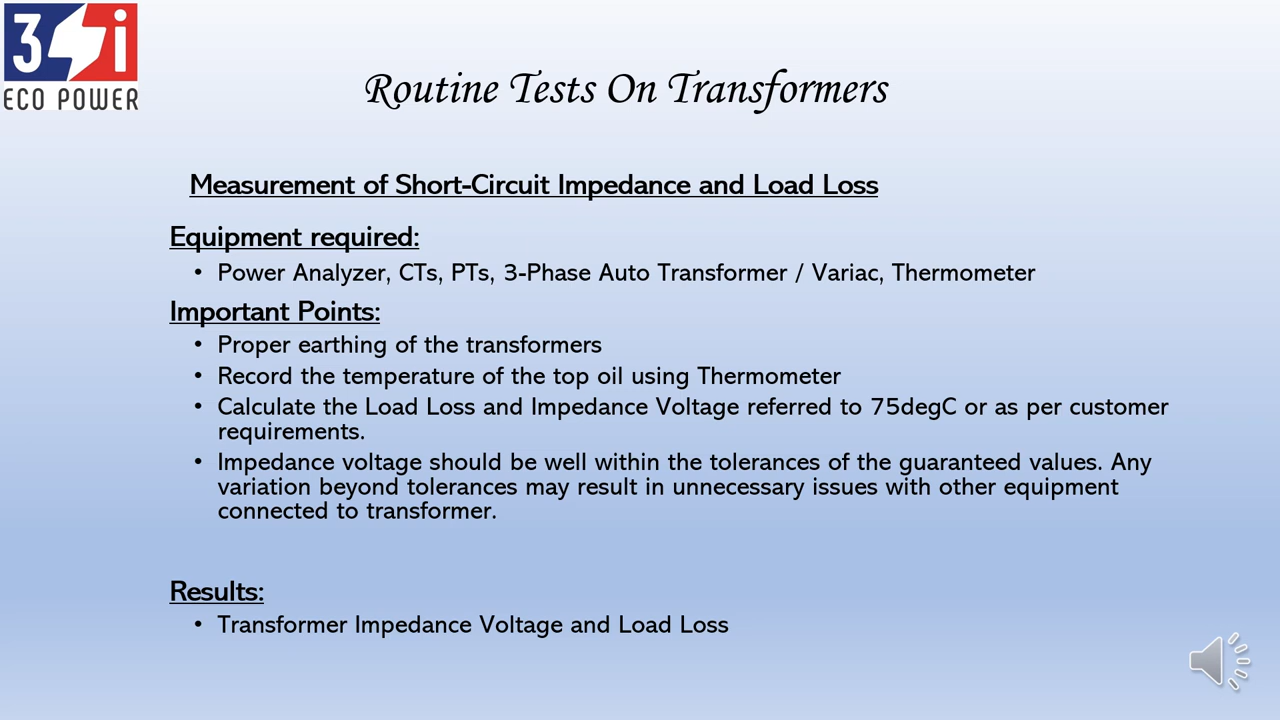 3 i
ECO POWER
Routine Tests On Transformers
Measurement of Short-Circuit Impedance and Load Loss
Equipment required:
• Power Analyzer, CTs, PTs, 3-Phase Auto Transformer / Variac, Thermometer
Important Points:
• Proper earthing of the transformers
• Record the temperature of the top oil using Thermometer
• Calculate the Load Loss and Impedance Voltage referred to 75degC or as per customer
requirements.
• Impedance voltage should be well within the tolerances of the guaranteed values. Any
variation beyond tolerances may result in unnecessary issues with other equipment
connected to transformer.
Results:
• Transformer Impedance Voltage and Load Loss